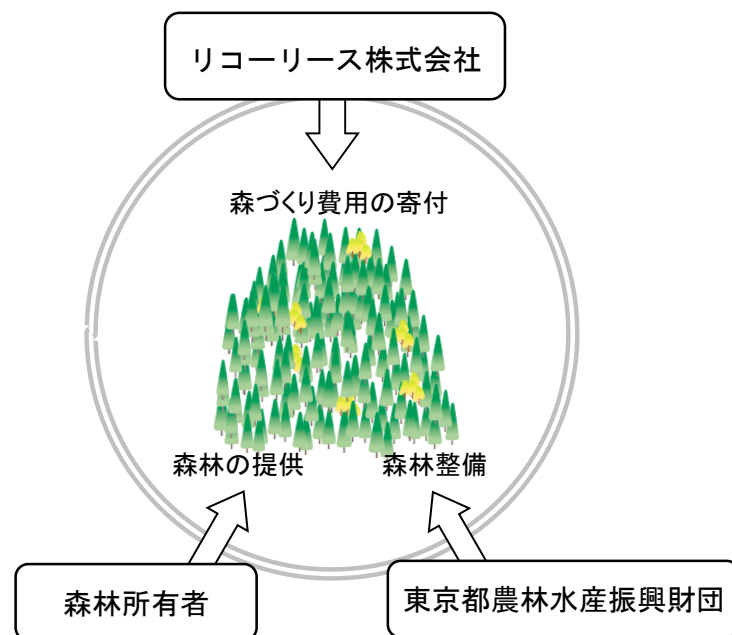 リコーリース株式会社
森づくり費用の寄付
森林の提供
森林整備
森林所有者
東京都農林水産振興財団